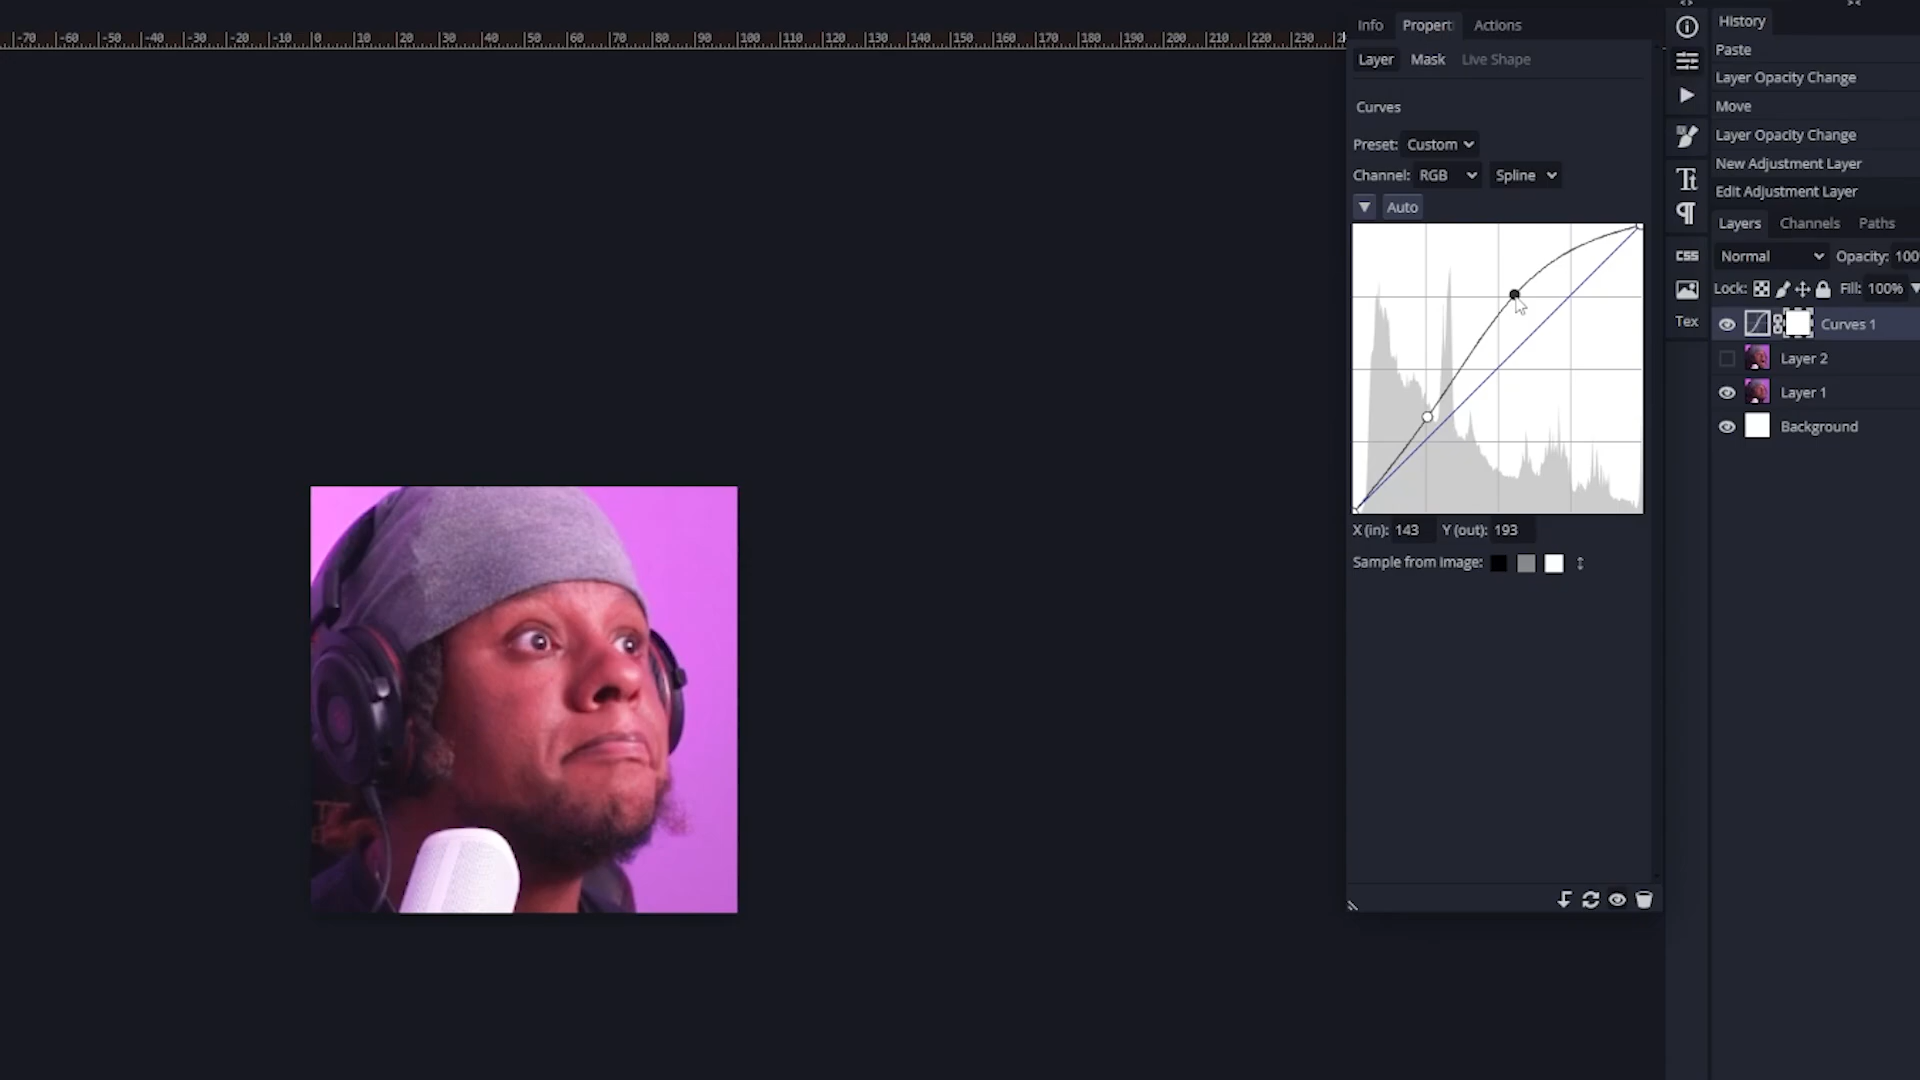 -70 -60 -50 -40 -30 -20 -10 0 10 20 30 40 50 60 70 80 90 100 110 120 130 140 150 160 170 180 190 200 210 220 230
Info Propert Actions
Layer Mask Live Shape
Curves
Preset: Custom
Channel: RGB Spline
Auto
X (in): 143 Y (out): 193
Sample from image:
Tt
CSS
Tex
History
Paste
Layer Opacity Change
Move
Layer Opacity Change
New Adjustment Layer
Edit Adjustment Layer
Layers Channels Paths
Normal Opacity: 100
Lock: Fill: 100%
Curves 1
Layer 2
Layer 1
Background